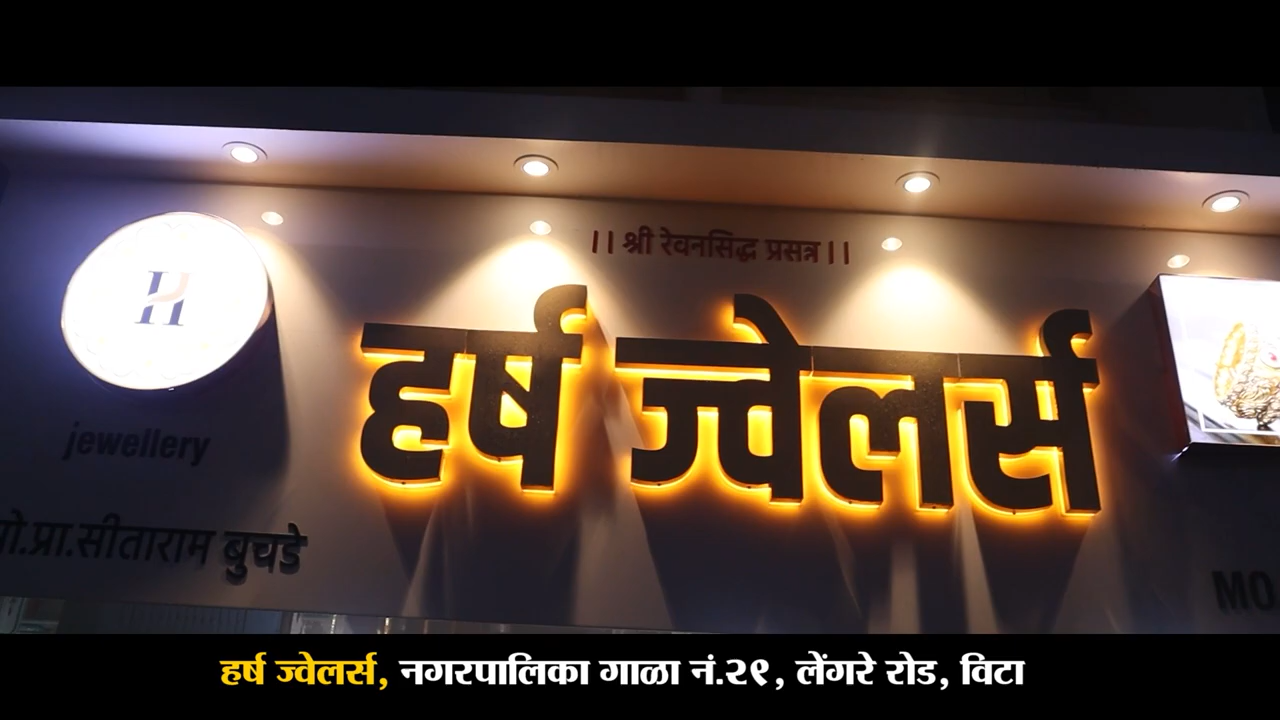 || श्री रेवनसिद्ध प्रसन्न ||
H
हर्ष ज्वेलर्स
jewellery
प्रो.प्रा.सीताराम बुचडे
हर्ष ज्वेलर्स, नगरपालिका गाळा नं.२९, लेंगरे रोड, विटा